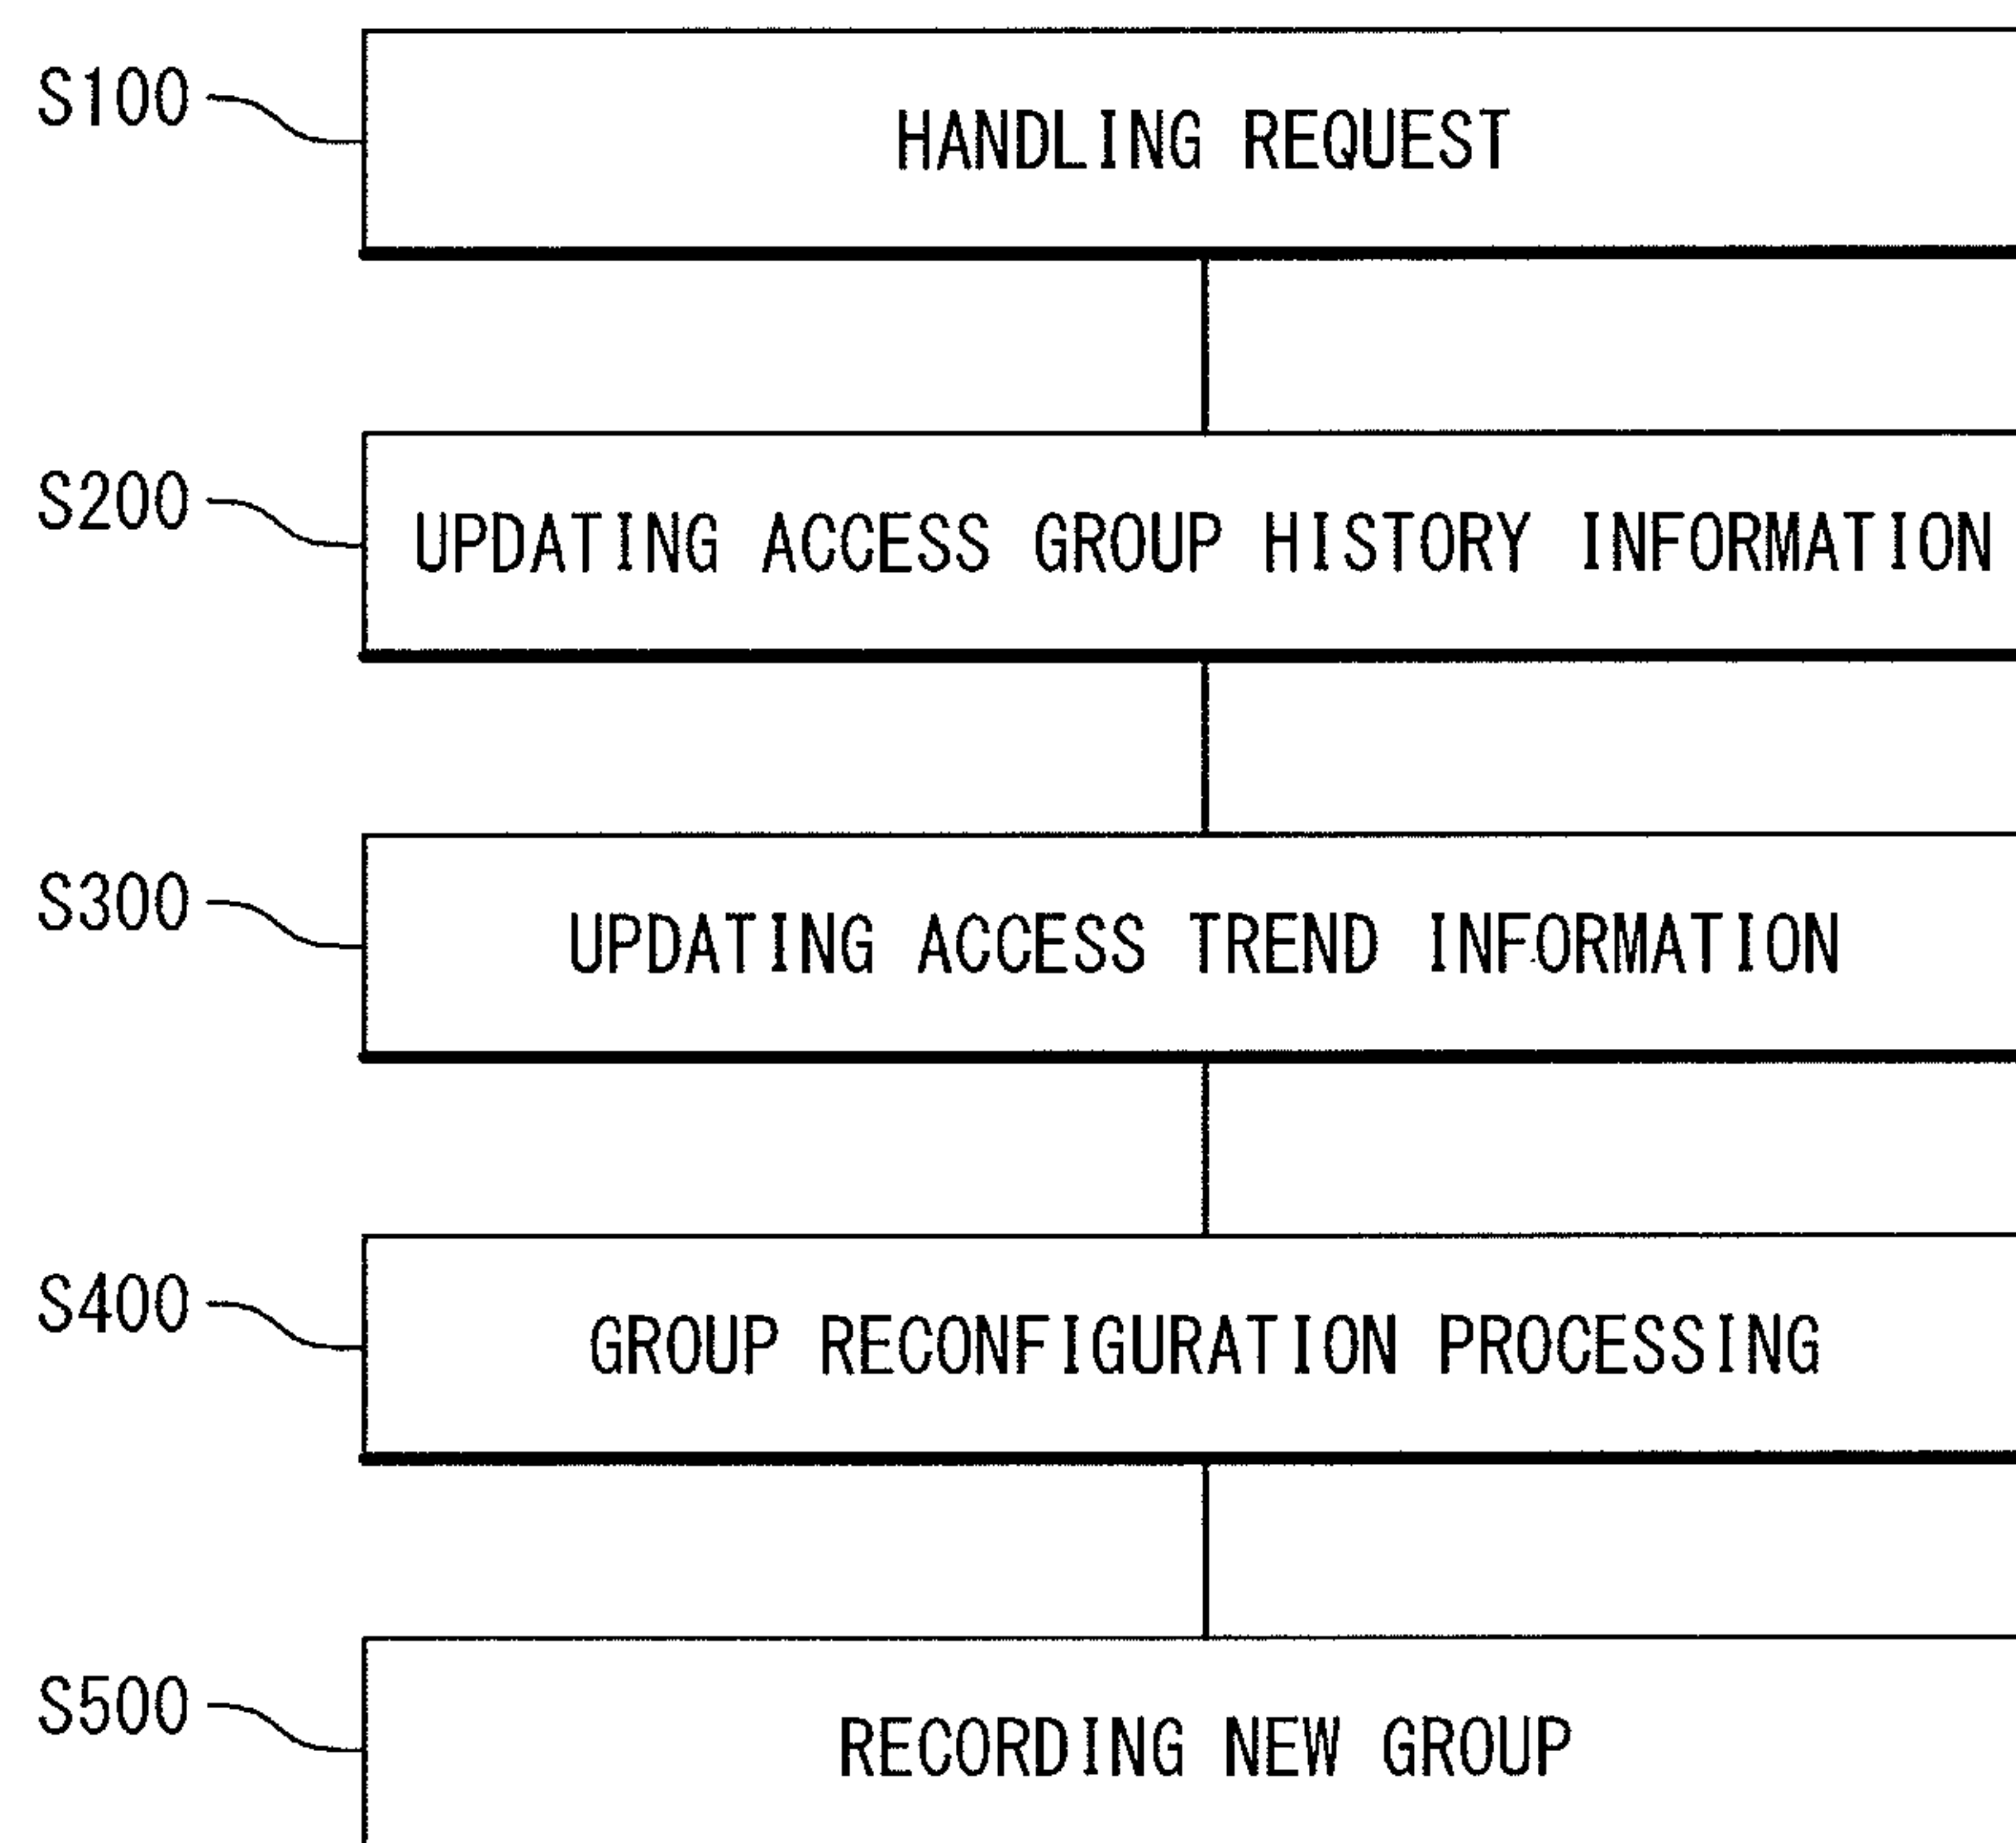 S100
HANDLING REQUEST
S200
UPDATING ACCESS GROUP HISTORY INFORMATION
S300
UPDATING ACCESS TREND INFORMATION
S400
GROUP RECONFIGURATION PROCESSING
S500
RECORDING NEW GROUP